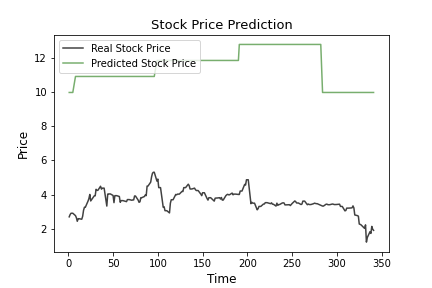 Stock Price Prediction
Real Stock Price
Predicted Stock Price
12
10
8
6
4
2
Price
0 50 100 150 200 250 300 350
Time